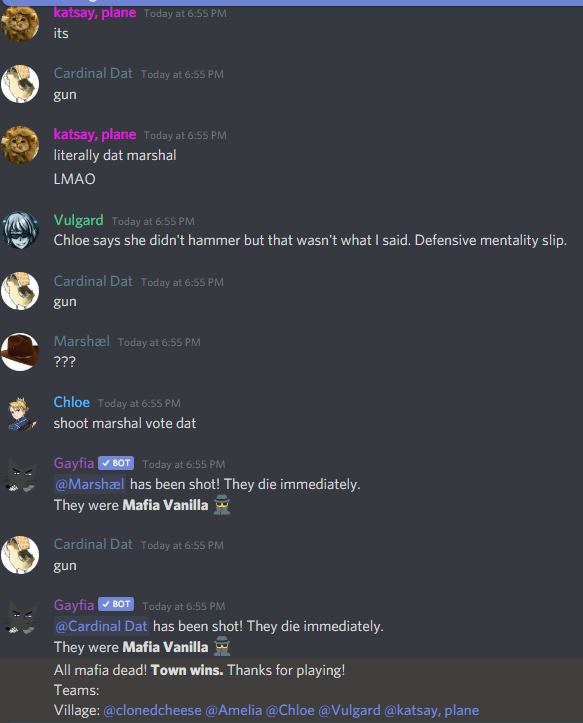 katsay, plane Today at 6:55 PM
its
Cardinal Dat Today at 6:55 PM
gun
katsay, plane Today at 6:55 PM
literally dat marshal
LMAO
Vulgard Today at 6:55 PM
Chloe says she didn't hammer but that wasn't what I said. Defensive mentality slip.
Cardinal Dat Today at 6:55 PM
gun
Marshæl Today at 6:55 PM
???
Chloe Today at 6:55 PM
shoot marshal vote dat
Gayfia ✓ BOT Today at 6:55 PM
@Marshæl has been shot! They die immediately.
They were Mafia Vanilla
Cardinal Dat Today at 6:55 PM
gun
Gayfia ✓ BOT Today at 6:55 PM
@Cardinal Dat has been shot! They die immediately.
They were Mafia Vanilla
All mafia dead! Town wins. Thanks for playing!
Teams:
Village: @clonedcheese @Amelia @Chloe @Vulgard @katsay, plane